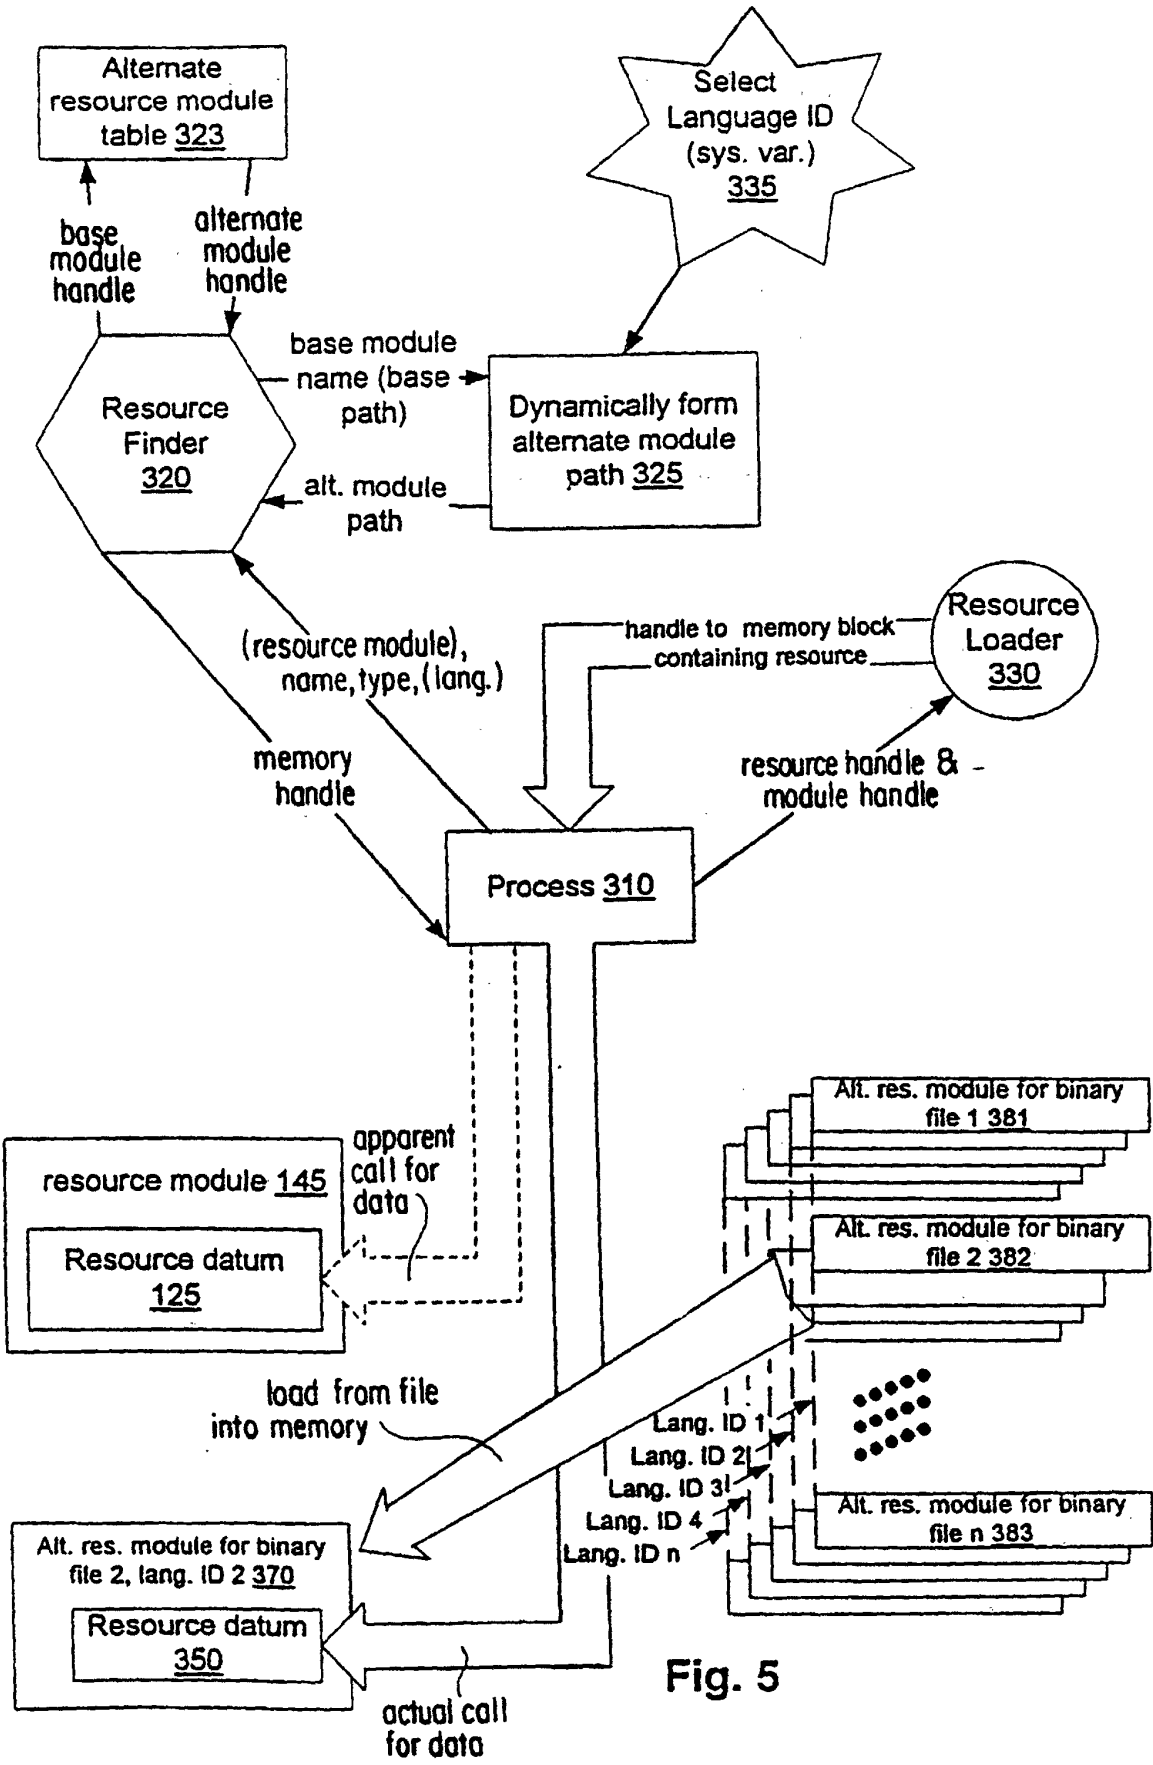 Alternate
resource module
table 323
Select
Language ID
(sys. var.)
335
base
module
handle
alternate
module
handle
base module
name (base
path)
Resource
Finder
320
Dynamically form
alternate module
path 325
alt. module
path
(resource module),
name, type, (lang.)
handle to memory block
containing resource
Resource
Loader
330
memory
handle
resource handle &
module handle
Process 310
apparent
call for
data
resource module 145
Resource datum
125
Alt. res. module for binary
file 1 381
Alt. res. module for binary
file 2 382
load from file
into memory
Lang. ID 1
Lang. ID 2
Lang. ID 3
Lang. ID 4
Lang. ID n
Alt. res. module for binary
file n 383
Alt. res. module for binary
file 2, lang. ID 2 370
Resource datum
350
actual call
for data
Fig. 5